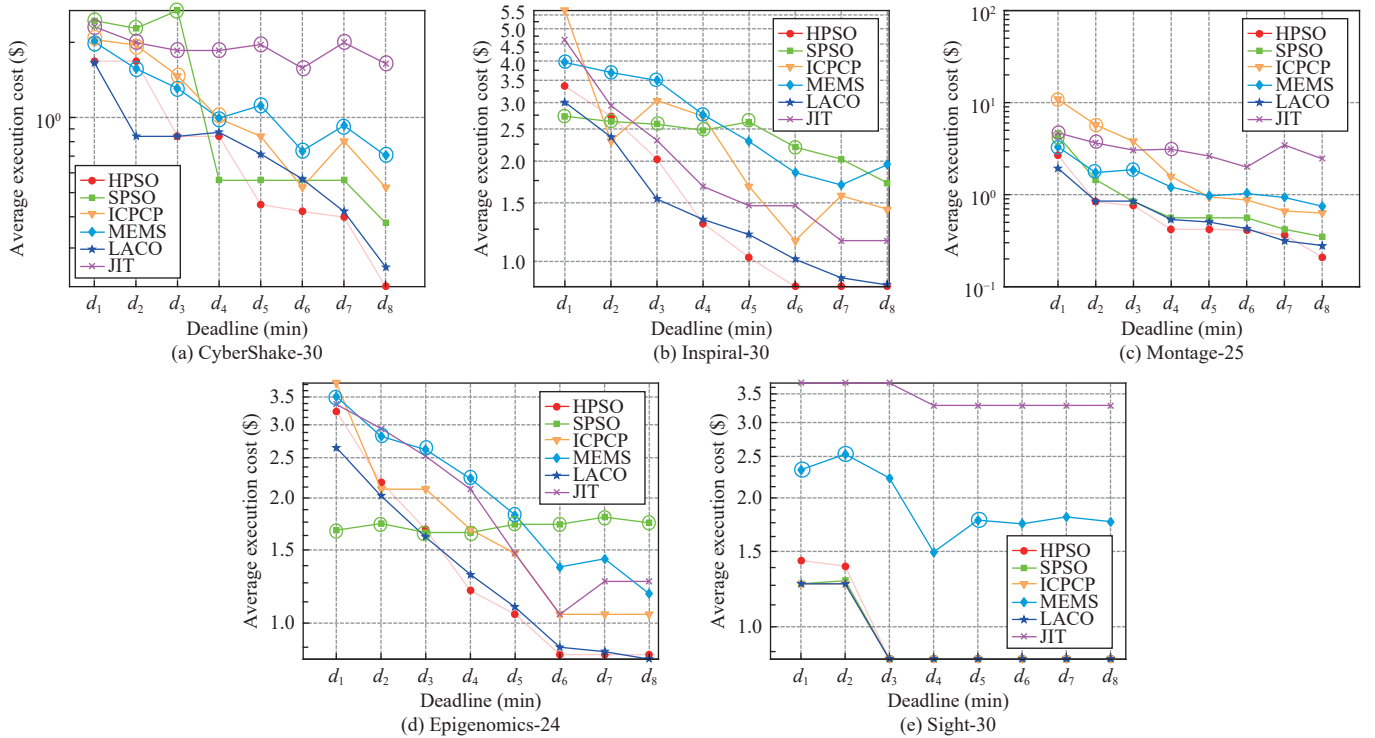 Average execution cost ($)
10⁰
HPSO
SPSO
ICPCP
MEMS
LACO
JIT
d₁ d₂ d₃ d₄ d₅ d₆ d₇ d₈
Deadline (min)
(a) CyberShake-30
Average execution cost ($)
5.5
5.0
4.5
4.0
3.5
3.0
2.5
2.0
1.5
1.0
HPSO
SPSO
ICPCP
MEMS
LACO
JIT
d₁ d₂ d₃ d₄ d₅ d₆ d₇ d₈
Deadline (min)
(b) Inspiral-30
Average execution cost ($)
10²
10¹
10⁰
10⁻¹
HPSO
SPSO
ICPCP
MEMS
LACO
JIT
d₁ d₂ d₃ d₄ d₅ d₆ d₇ d₈
Deadline (min)
(c) Montage-25
Average execution cost ($)
3.5
3.0
2.5
2.0
1.5
1.0
HPSO
SPSO
ICPCP
MEMS
LACO
JIT
d₁ d₂ d₃ d₄ d₅ d₆ d₇ d₈
Deadline (min)
(d) Epigenomics-24
Average execution cost ($)
3.5
3.0
2.5
2.0
1.5
1.0
HPSO
SPSO
ICPCP
MEMS
LACO
JIT
d₁ d₂ d₃ d₄ d₅ d₆ d₇ d₈
Deadline (min)
(e) Sight-30